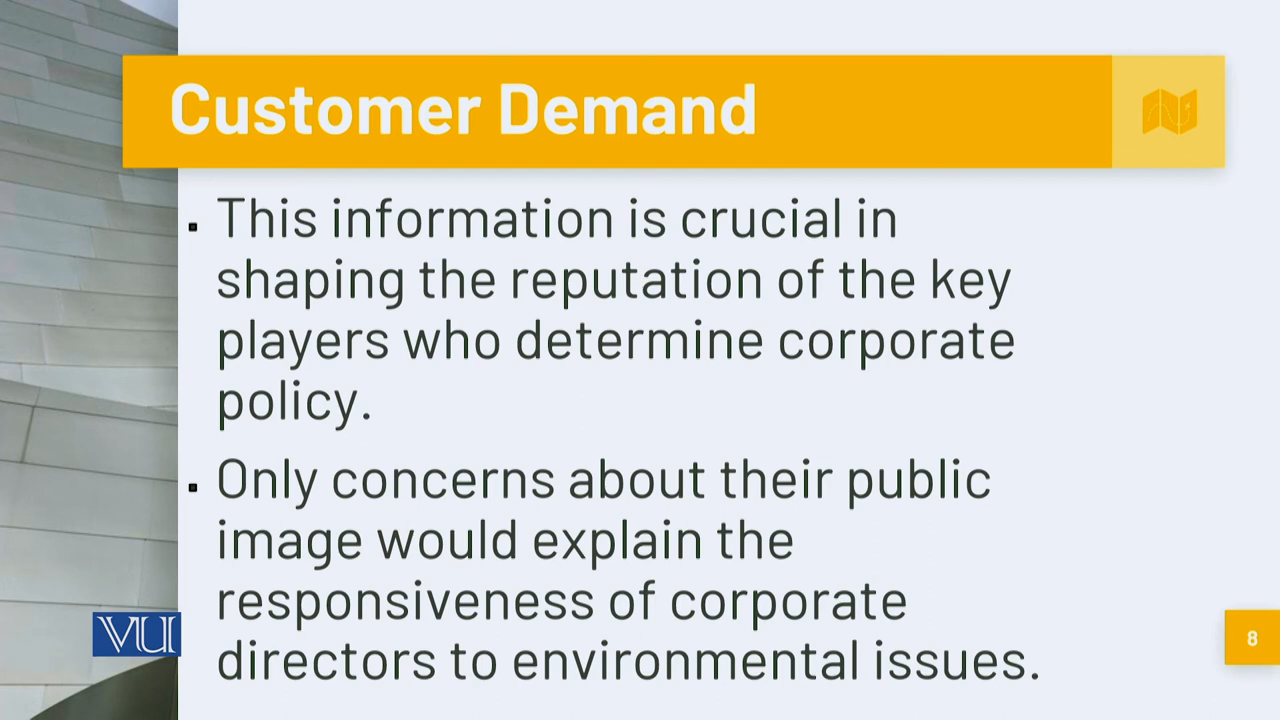 Customer Demand
▪ This information is crucial in
shaping the reputation of the key
players who determine corporate
policy.
▪ Only concerns about their public
image would explain the
responsiveness of corporate
directors to environmental issues.
VU
8